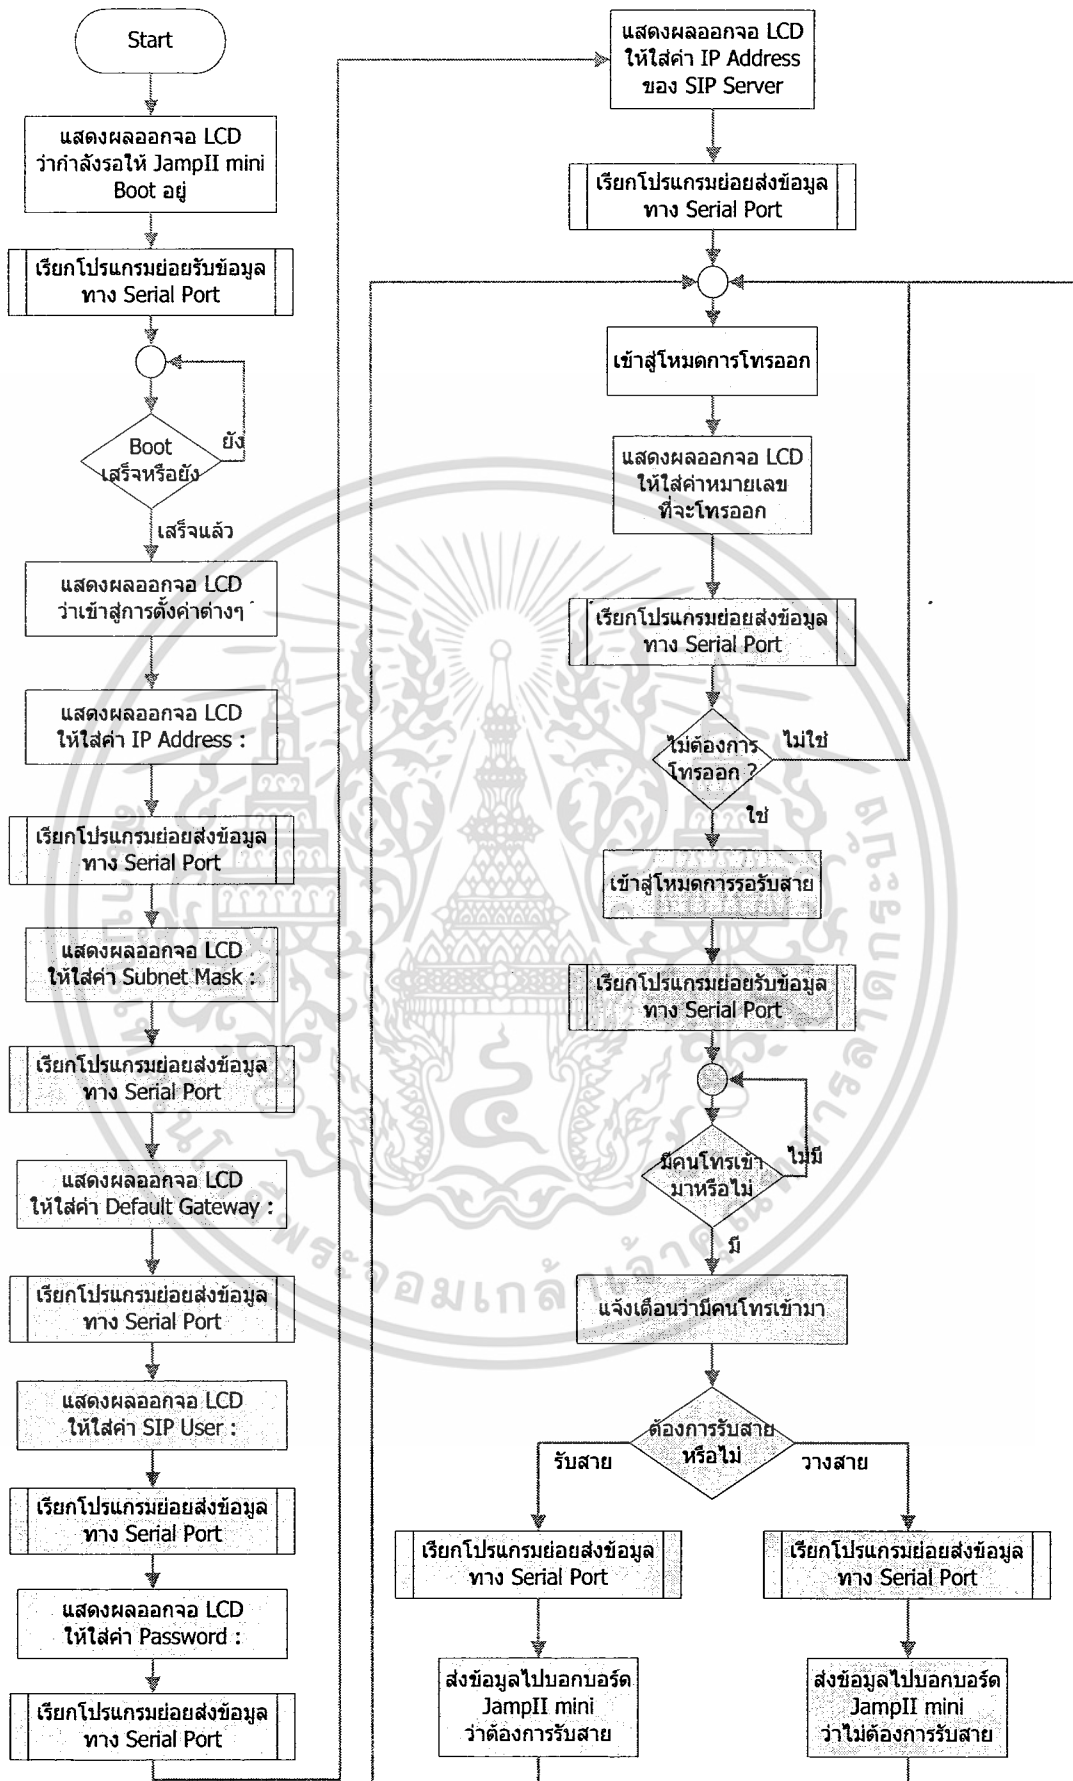 Start
แสดงผลออกจอ LCD
ว่ากำลังรอให้ JampII mini
Boot อยู่
เรียกโปรแกรมย่อยรับข้อมูล
ทาง Serial Port
Boot
เสร็จหรือยัง
ยัง
เสร็จแล้ว
แสดงผลออกจอ LCD
ว่าเข้าสู่การตั้งค่าต่างๆ
แสดงผลออกจอ LCD
ให้ใส่ค่า IP Address :
เรียกโปรแกรมย่อยส่งข้อมูล
ทาง Serial Port
แสดงผลออกจอ LCD
ให้ใส่ค่า Subnet Mask :
เรียกโปรแกรมย่อยส่งข้อมูล
ทาง Serial Port
แสดงผลออกจอ LCD
ให้ใส่ค่า Default Gateway :
เรียกโปรแกรมย่อยส่งข้อมูล
ทาง Serial Port
แสดงผลออกจอ LCD
ให้ใส่ค่า SIP User :
เรียกโปรแกรมย่อยส่งข้อมูล
ทาง Serial Port
แสดงผลออกจอ LCD
ให้ใส่ค่า Password :
เรียกโปรแกรมย่อยส่งข้อมูล
ทาง Serial Port
แสดงผลออกจอ LCD
ให้ใส่ค่า IP Address
ของ SIP Server
เรียกโปรแกรมย่อยส่งข้อมูล
ทาง Serial Port
เข้าสู่โหมดการโทรออก
แสดงผลออกจอ LCD
ให้ใส่ค่าหมายเลข
ที่จะโทรออก
เรียกโปรแกรมย่อยส่งข้อมูล
ทาง Serial Port
ไม่ต้องการ
โทรออก ?
ไม่ใช่
ใช่
เข้าสู่โหมดการรอรับสาย
เรียกโปรแกรมย่อยรับข้อมูล
ทาง Serial Port
มีคนโทรเข้า
มาหรือไม่
ไม่มี
มี
แจ้งเตือนว่ามีคนโทรเข้ามา
ต้องการรับสาย
หรือไม่
รับสาย
วางสาย
เรียกโปรแกรมย่อยส่งข้อมูล
ทาง Serial Port
เรียกโปรแกรมย่อยส่งข้อมูล
ทาง Serial Port
ส่งข้อมูลไปบอกบอร์ด
JampII mini
ว่าต้องการรับสาย
ส่งข้อมูลไปบอกบอร์ด
JampII mini
ว่าไม่ต้องการรับสาย
พระจอมเกล้าเจ้าคุณทหารลาดกระบัง